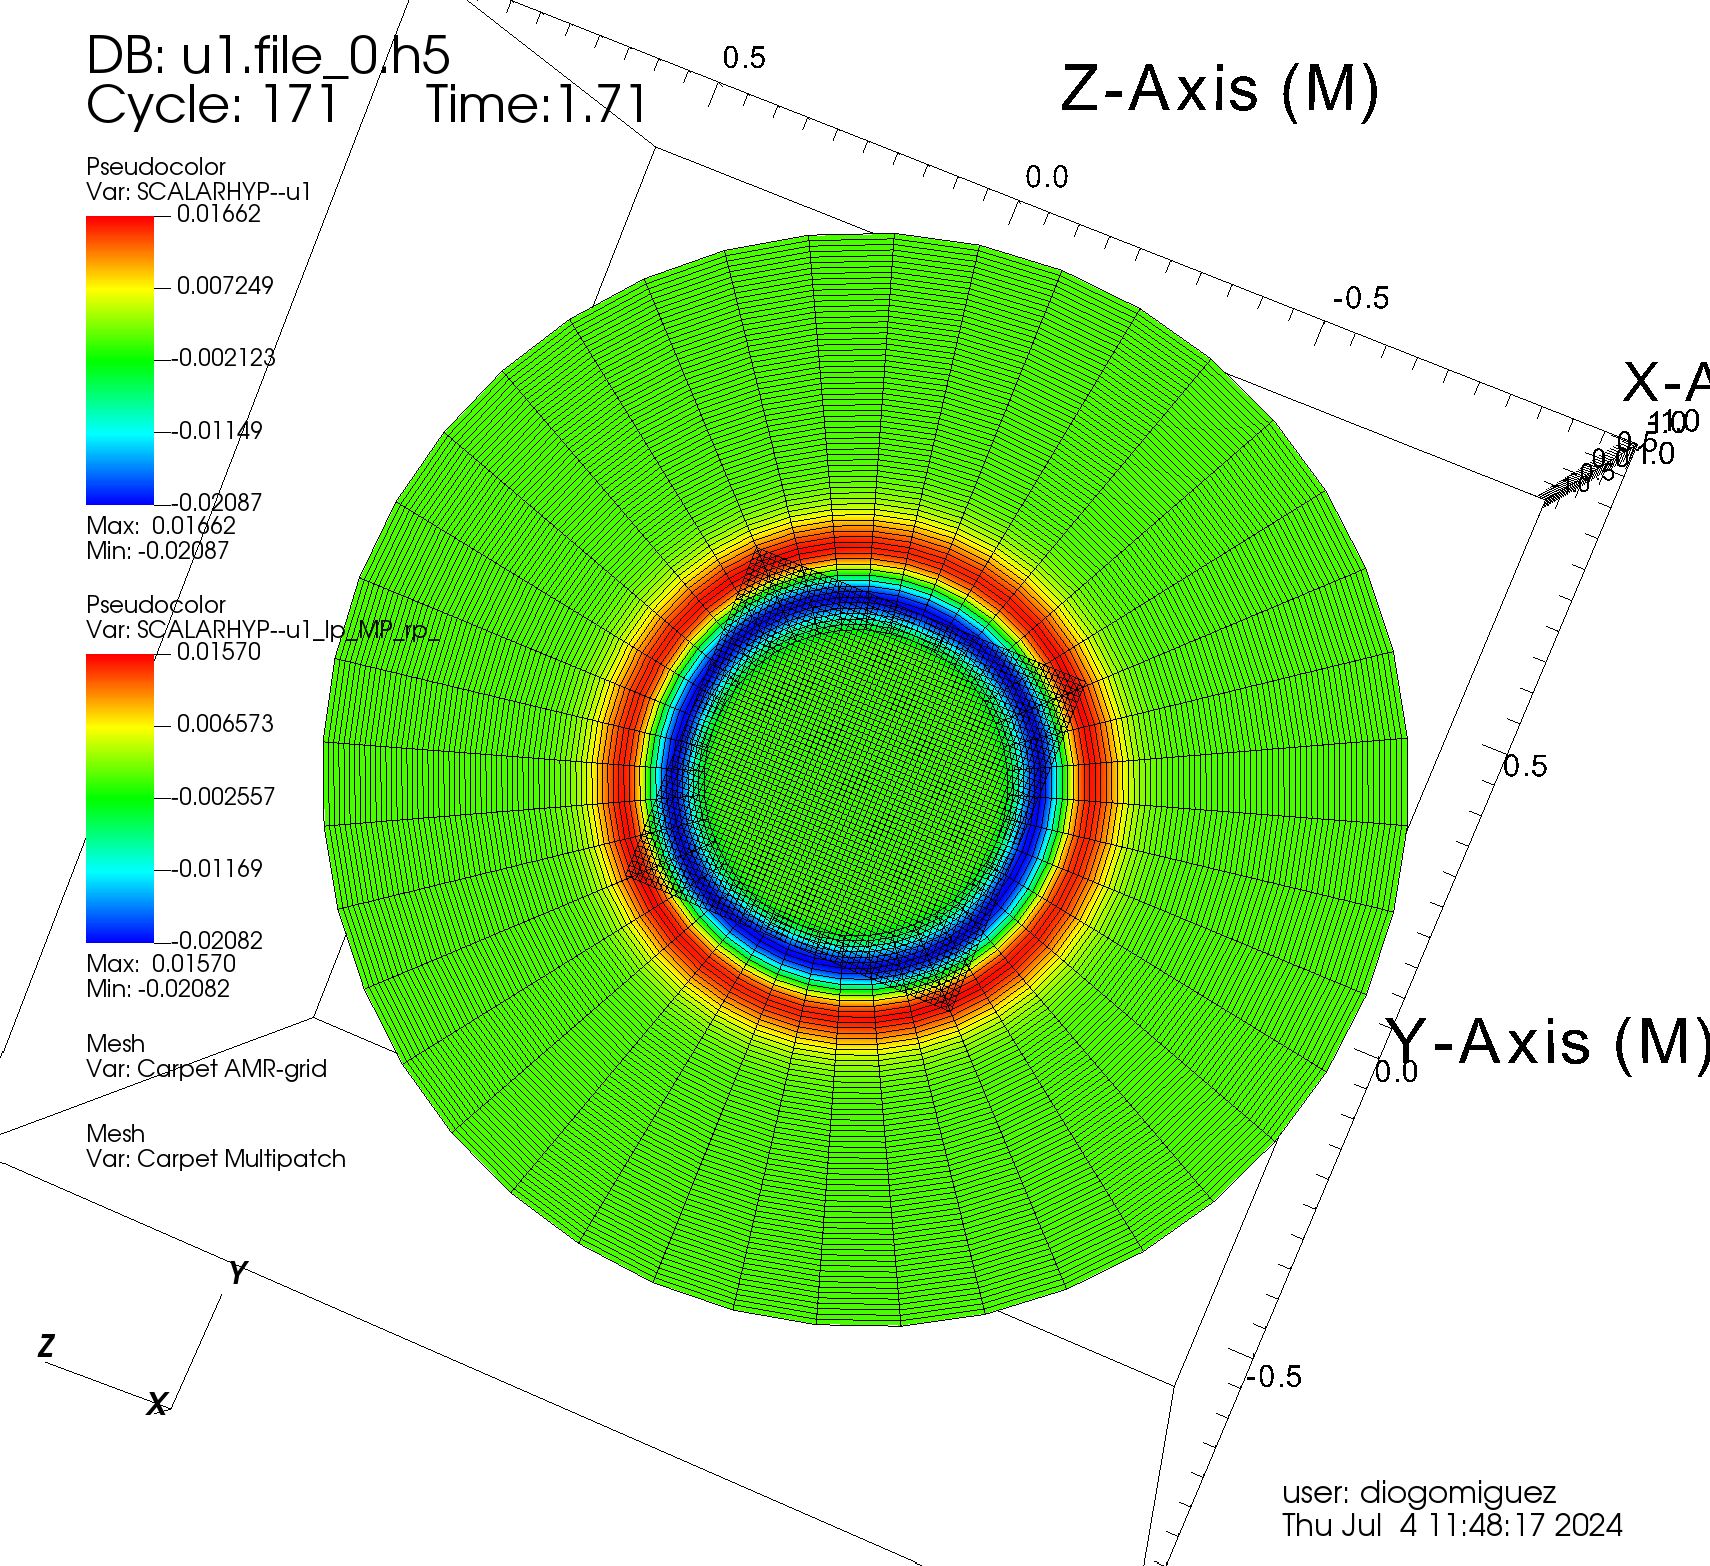 DB: u1.file_0.h5
Cycle: 171 Time:1.71
Pseudocolor
Var: SCALARHYP--u1
0.01662
0.007249
-0.002123
-0.01149
-0.02087
Max: 0.01662
Min: -0.02087
Pseudocolor
Var: SCALARHYP--u1_lp_MP_rp_
0.01570
0.006573
-0.002557
-0.01169
-0.02082
Max: 0.01570
Min: -0.02082
Mesh
Var: Carpet AMR-grid
Mesh
Var: Carpet Multipatch
Z-Axis (M)
0.5
0.0
-0.5
X-A
Y-Axis (M)
0.5
0.0
-0.5
Y
Z
X
user: diogomiguez
Thu Jul 4 11:48:17 2024